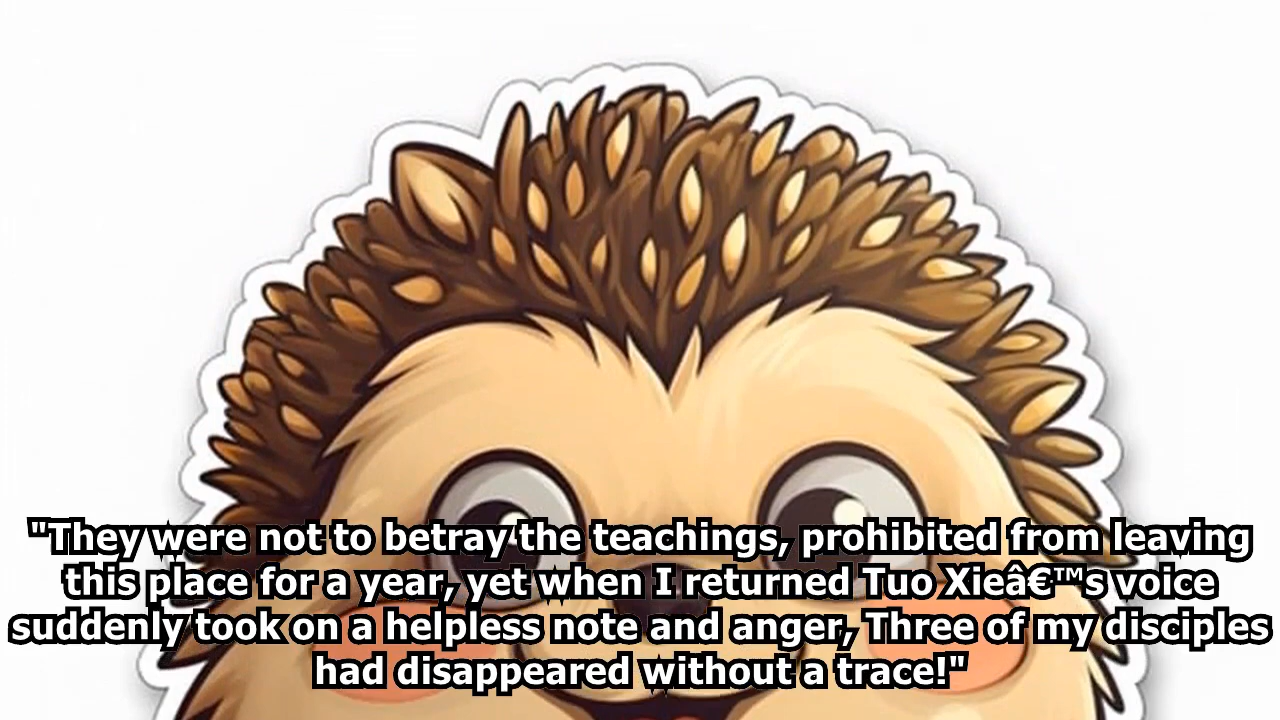 "They were not to betray the teachings, prohibited from leaving
this place for a year, yet when I returned Tuo Xieâ€™s voice
suddenly took on a helpless note and anger, Three of my disciples
had disappeared without a trace!"